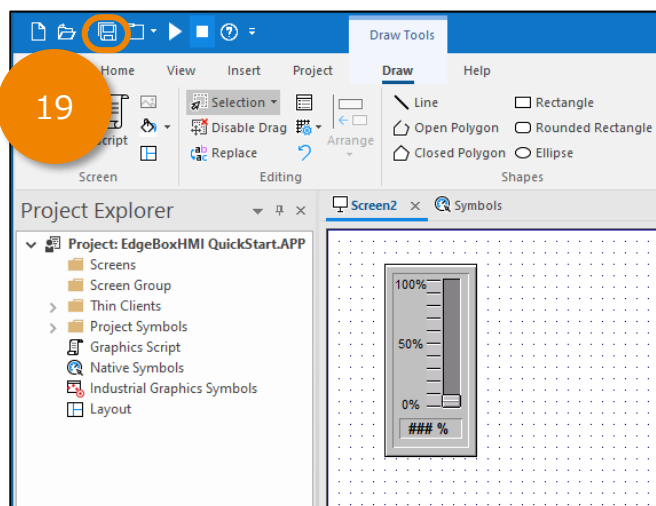 Draw Tools
Home View Insert Project Draw Help
19
Selection
Line
Rectangle
Disable Drag
Open Polygon
Rounded Rectangle
Arrange
Replace
Closed Polygon
Ellipse
Screen
Editing
Shapes
Project Explorer
Screen2
Symbols
Project: EdgeBoxHMI QuickStart.APP
Screens
Screen Group
Thin Clients
Project Symbols
Graphics Script
Native Symbols
Industrial Graphics Symbols
Layout
100%
50%
0%
### %